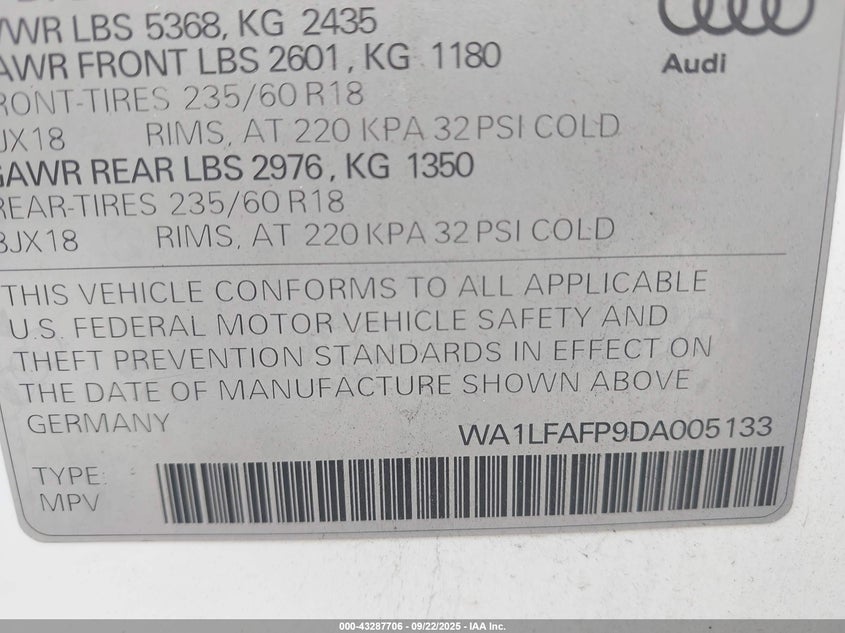 VWR LBS 5368, KG 2435
AWR FRONT LBS 2601, KG 1180
RONT-TIRES 235/60 R18
JX18 RIMS, AT 220 KPA 32 PSI COLD
GAWR REAR LBS 2976, KG 1350
REAR-TIRES 235/60 R18
8JX18 RIMS, AT 220 KPA 32 PSI COLD
Audi
THIS VEHICLE CONFORMS TO ALL APPLICABLE
U.S. FEDERAL MOTOR VEHICLE SAFETY AND
THEFT PREVENTION STANDARDS IN EFFECT ON
THE DATE OF MANUFACTURE SHOWN ABOVE
GERMANY
WA1LFAFP9DA005133
TYPE:
MPV
000-43287706 - 09/22/2025 - IAA Inc.